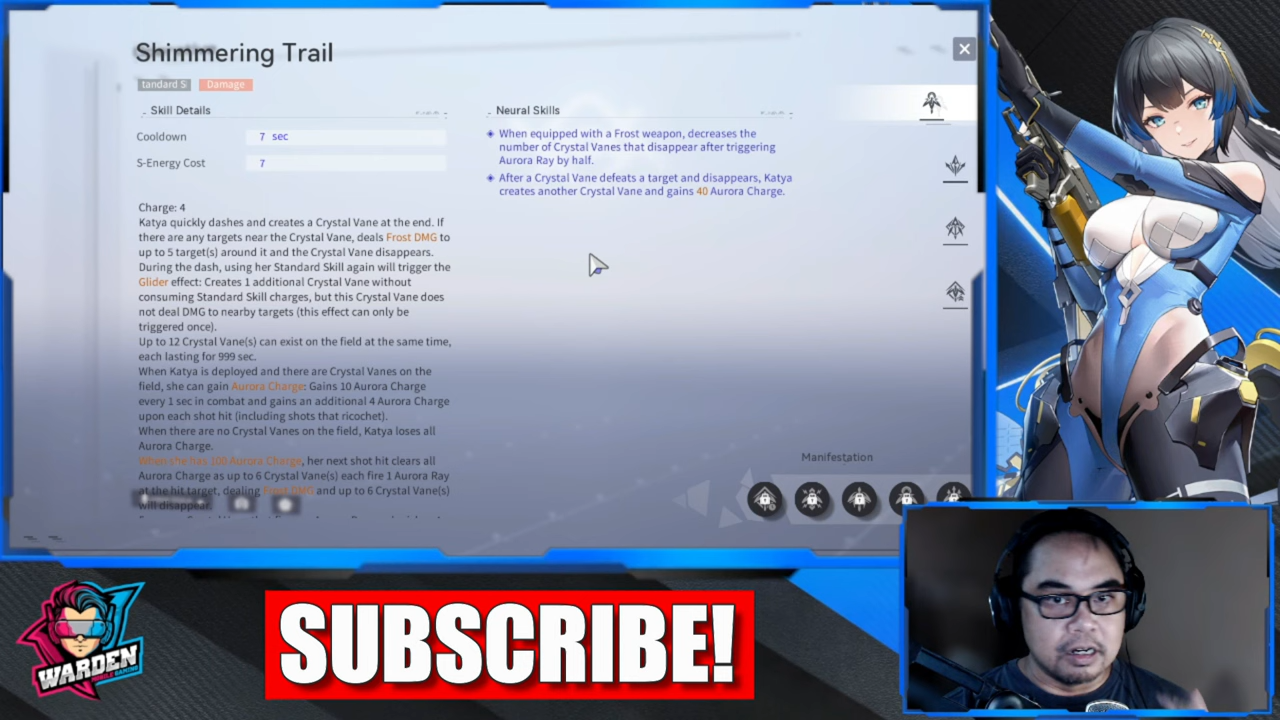 Shimmering Trail
tandard S
Damage
Skill Details
Cooldown
7 sec
S-Energy Cost
7
Charge: 4
Katya quickly dashes and creates a Crystal Vane at the end. If
there are any targets near the Crystal Vane, deals Frost DMG to
up to 5 target(s) around it and the Crystal Vane disappears.
During the dash, using her Standard Skill again will trigger the
Glider effect: Creates 1 additional Crystal Vane without
consuming Standard Skill charges, but this Crystal Vane does
not deal DMG to nearby targets (this effect can only be
triggered once).
Up to 12 Crystal Vane(s) can exist on the field at the same time,
each lasting for 999 sec.
When Katya is deployed and there are Crystal Vanes on the
field, she can gain Aurora Charge: Gains 10 Aurora Charge
every 1 sec in combat and gains an additional 4 Aurora Charge
upon each shot hit (including shots that ricochet).
When there are no Crystal Vanes on the field, Katya loses all
Aurora Charge.
When she has 100 Aurora Charge, her next shot hit clears all
Aurora Charge as up to 6 Crystal Vane(s) each fire 1 Aurora Ray
at the hit target, dealing Frost DMG and up to 6 Crystal Vane(s)
will disappear.
Neural Skills
When equipped with a Frost weapon, decreases the
number of Crystal Vanes that disappear after triggering
Aurora Ray by half.
After a Crystal Vane defeats a target and disappears, Katya
creates another Crystal Vane and gains 40 Aurora Charge.
Manifestation
WARDEN
MOBILE GAMING
SUBSCRIBE!